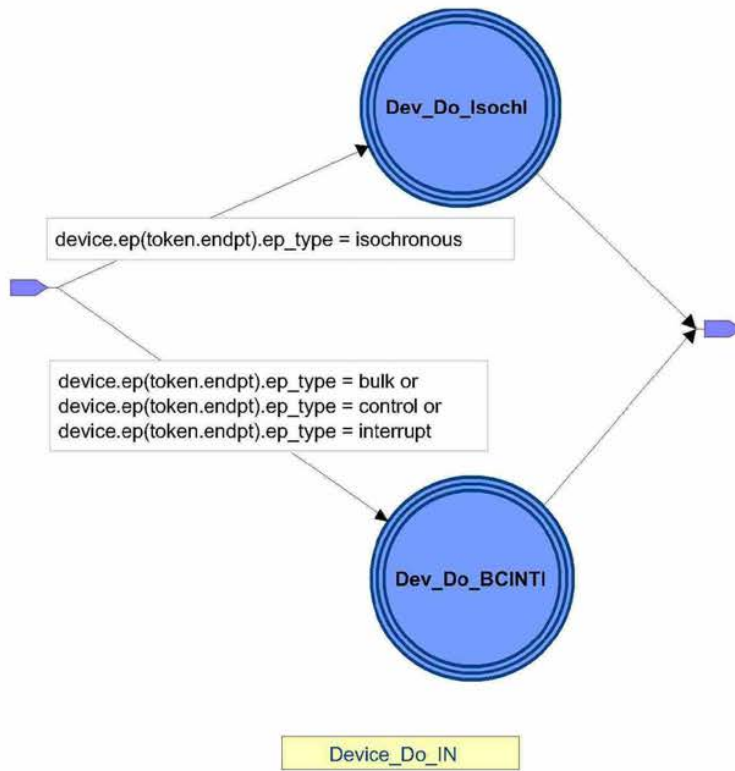 Dev_Do_IsochI
device.ep(token.endpt).ep_type = isochronous
device.ep(token.endpt).ep_type = bulk or
device.ep(token.endpt).ep_type = control or
device.ep(token.endpt).ep_type = interrupt
Dev_Do_BCINTI
Device_Do_IN